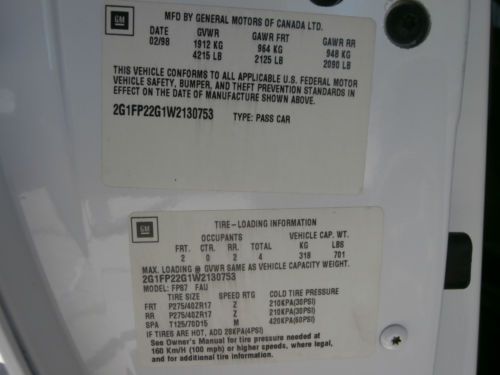 GM
MFD BY GENERAL MOTORS OF CANADA LTD.
DATE GVWR GAWR FRT GAWR RR
02/98 1912 KG 964 KG 948 KG
4215 LB 2125 LB 2090 LB
THIS VEHICLE CONFORMS TO ALL APPLICABLE U.S. FEDERAL MOTOR
VEHICLE SAFETY, BUMPER, AND THEFT PREVENTION STANDARDS IN
EFFECT ON THE DATE OF MANUFACTURE SHOWN ABOVE.
2G1FP22G1W2130753 TYPE: PASS CAR
GM
TIRE-LOADING INFORMATION
OCCUPANTS VEHICLE CAP. WT.
FRT. CTR. RR. TOTAL KG LBS
2 0 2 4 318 701
MAX. LOADING @ GVWR SAME AS VEHICLE CAPACITY WEIGHT.
2G1FP22G1W2130753
MODEL: FP87 FAU
TIRE SIZE SPEED RTG COLD TIRE PRESSURE
FRT P275/40ZR17 Z 210KPA(30PSI)
RR P275/40ZR17 Z 210KPA(30PSI)
SPA T125/70D15 M 420KPA(60PSI)
IF TIRES ARE HOT, ADD 28KPA(4PSI)
See Owner's Manual for tire pressure needed at
160 Km/H (100 mph) or higher speeds, where legal,
and for additional tire information.